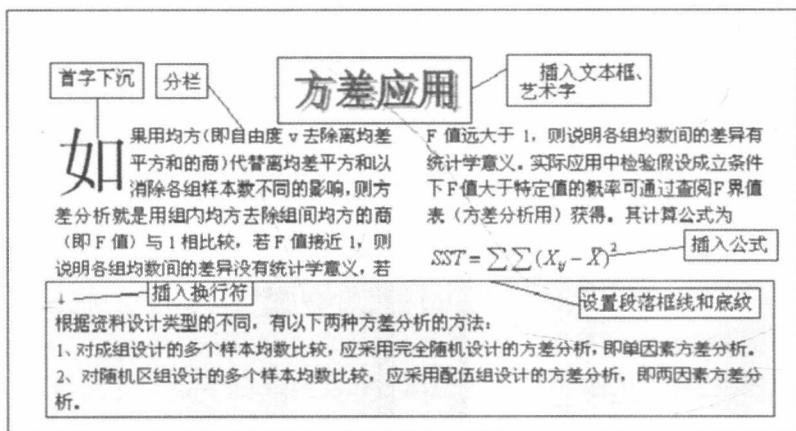 首字下沉
分栏
方差应用
插入文本框、
艺术字
如
果用均方(即自由度 v 去除离均差
平方和的商)代替离均差平方和以
消除各组样本数不同的影响,则方
差分析就是用组内均方去除组间均方的商
(即 F 值)与 1 相比较,若 F 值接近 1,则
说明各组均数间的差异没有统计学意义,若
F 值远大于 1,则说明各组均数间的差异有
统计学意义。实际应用中检验假设成立条件
下 F 值大于特定值的概率可通过查阅 F 界值
表(方差分析用)获得。其计算公式为
SST = ∑∑(X_{ij} - X̄)²
插入公式
↓
插入换行符
设置段落框线和底纹
根据资料设计类型的不同,有以下两种方差分析的方法:
1、对成组设计的多个样本均数比较,应采用完全随机设计的方差分析,即单因素方差分析。
2、对随机区组设计的多个样本均数比较,应采用配伍组设计的方差分析,即两因素方差分
析。